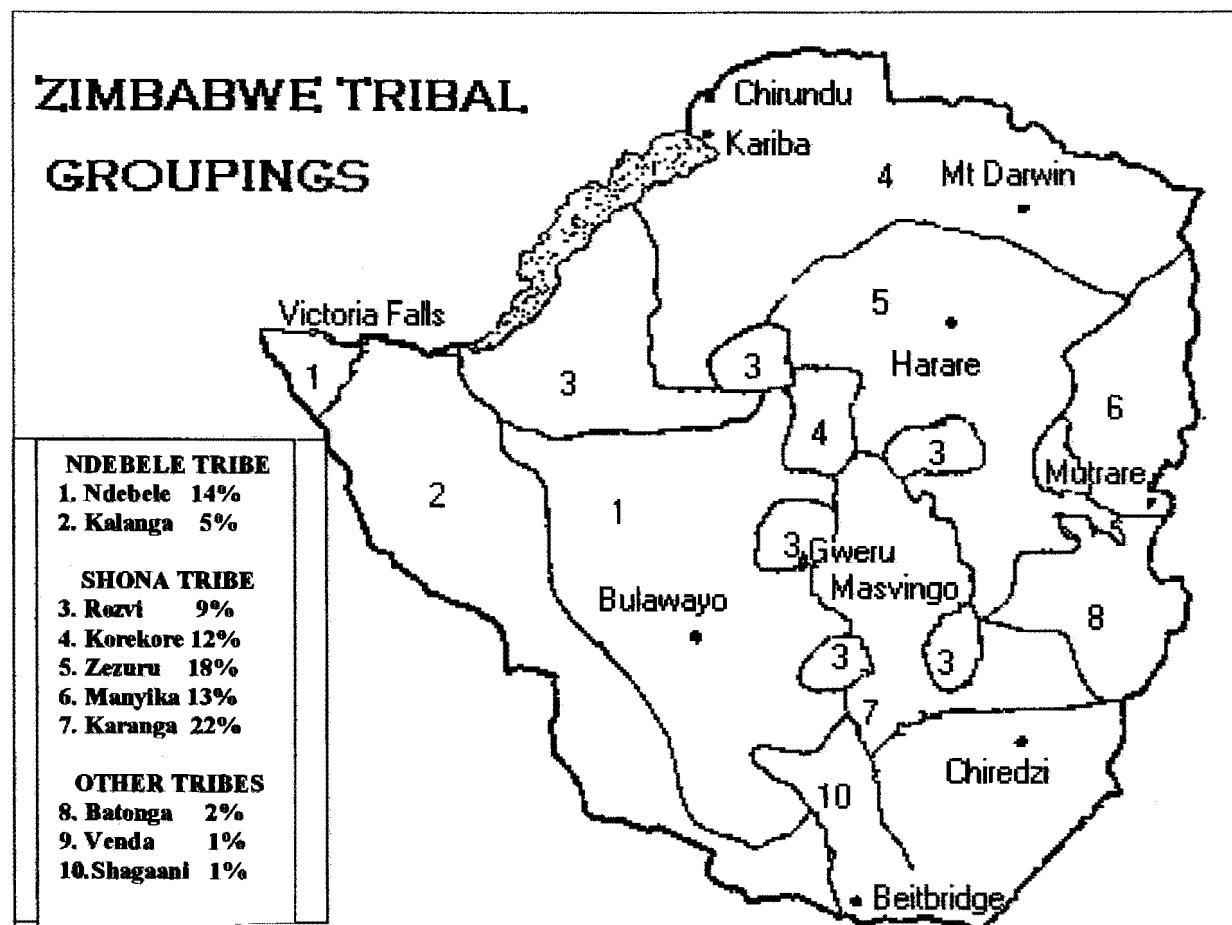 ZIMBABWE TRIBAL
GROUPINGS
Chirundu
Kariba
4
Mt Darwin
Victoria Falls
5
Harare
1
3
3
6
4
3
Mutrare
2
1
3
Gweru
Masvingo
Bulawayo
8
3
3
7
Chiredzi
10
Beitbridge
NDEBELE TRIBE
1. Ndebele 14%
2. Kalanga 5%
SHONA TRIBE
3. Rozvi 9%
4. Korekore 12%
5. Zezuru 18%
6. Manyika 13%
7. Karanga 22%
OTHER TRIBES
8. Batonga 2%
9. Venda 1%
10.Shagaani 1%